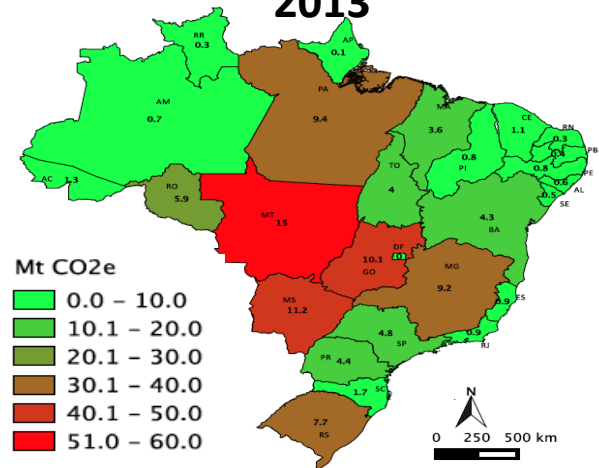 2013
RR
0.3
AP
0.1
AM
0.7
PA
9.4
MA
3.6
CE
1.1
RN
0.3
0.4
PB
PI
0.8
0.8
PE
0.6
AL
0.5
SE
AC 1.3
RO
5.9
TO
4
MT
15
4.3
BA
DF
0
10.1
GO
MG
9.2
0.9
ES
MS
11.2
4.8
SP
0.9
RJ
PR
4.4
SC
1.7
7.7
RS
Mt CO2e
0.0 – 10.0
10.1 – 20.0
20.1 – 30.0
30.1 – 40.0
40.1 – 50.0
51.0 – 60.0
N
0 250 500 km